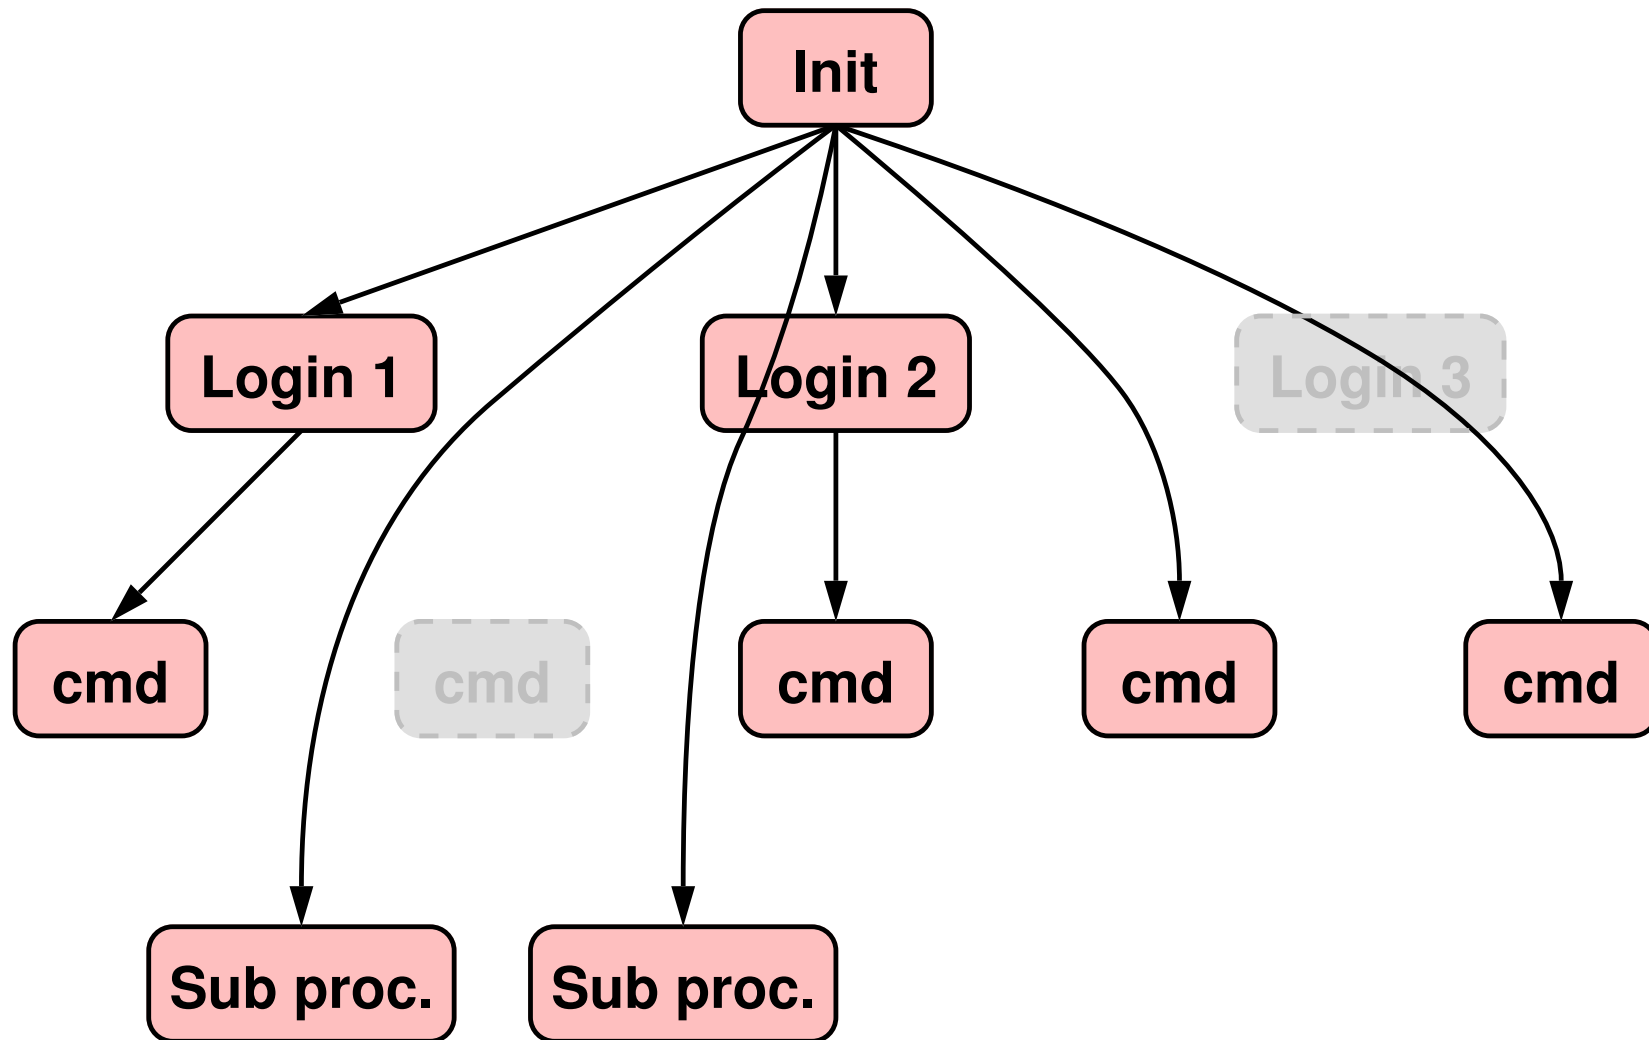 Init
Login 1
Login 2
Login 3
cmd
cmd
cmd
cmd
cmd
Sub proc.
Sub proc.